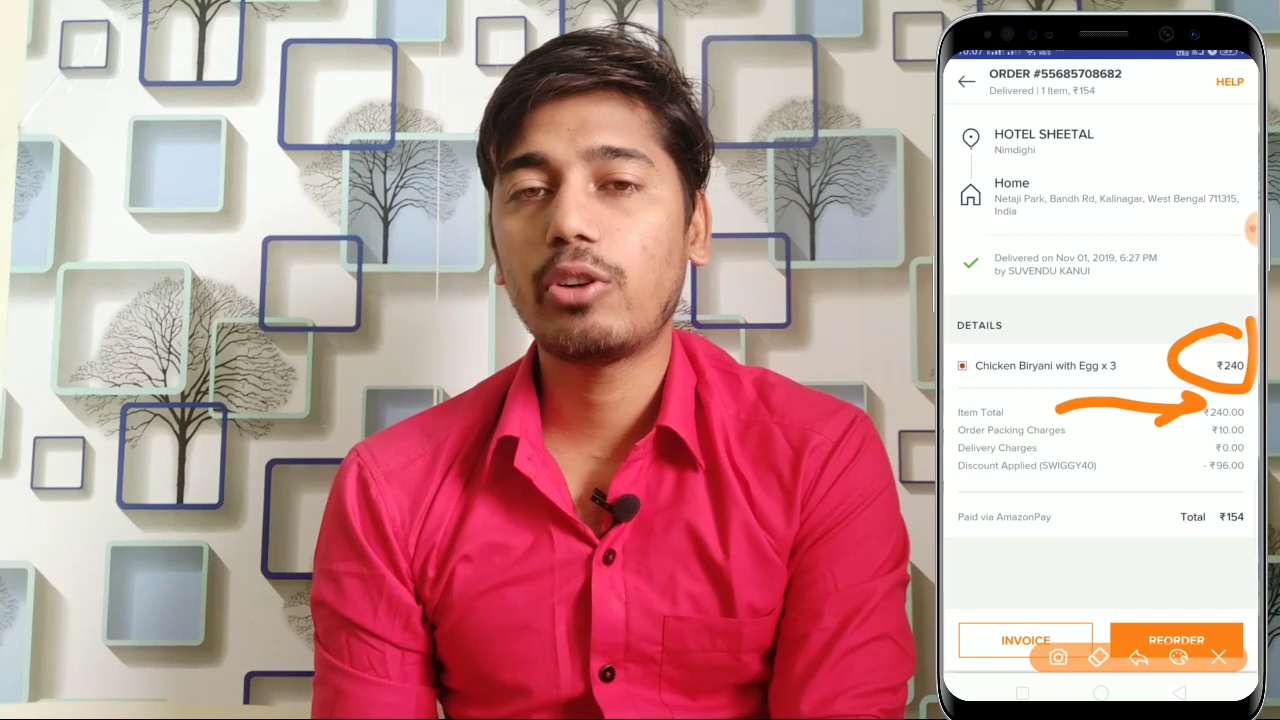 ORDER #55685708682
HELP
Delivered | 1 Item, ₹154
HOTEL SHEETAL
Nimdighi
Home
Netaji Park, Bandh Rd, Kalinagar, West Bengal 711315,
India
Delivered on Nov 01, 2019, 6:27 PM
by SUVENDU KANUI
DETAILS
Chicken Biryani with Egg x 3 ₹240
Item Total ₹240.00
Order Packing Charges ₹10.00
Delivery Charges ₹0.00
Discount Applied (SWIGGY40) - ₹96.00
Paid via AmazonPay Total ₹154
INVOICE REORDER